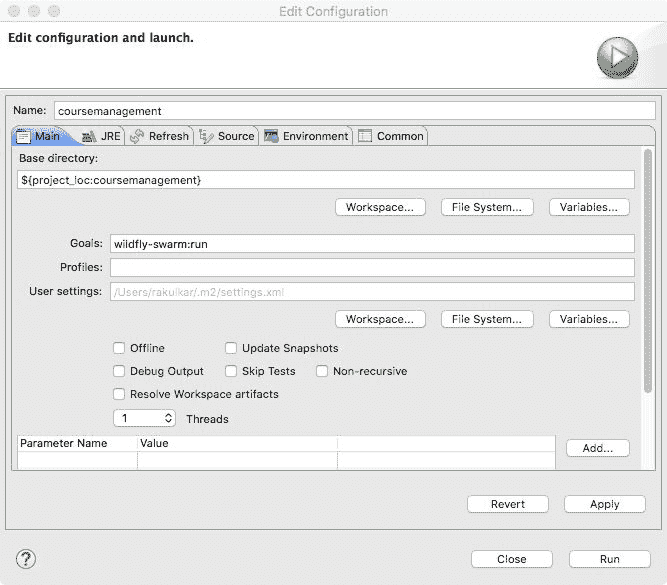 Edit Configuration
Edit configuration and launch.
Name: coursemanagement
Main JRE Refresh Source Environment Common
Base directory:
${project_loc:coursemanagement}
Workspace... File System... Variables...
Goals: wildfly-swarm:run
Profiles:
User settings: /Users/rakulkar/.m2/settings.xml
Workspace... File System... Variables...
Offline Update Snapshots
Debug Output Skip Tests Non-recursive
Resolve Workspace artifacts
1 Threads
Parameter Name Value
Add...
Revert Apply
? Close Run